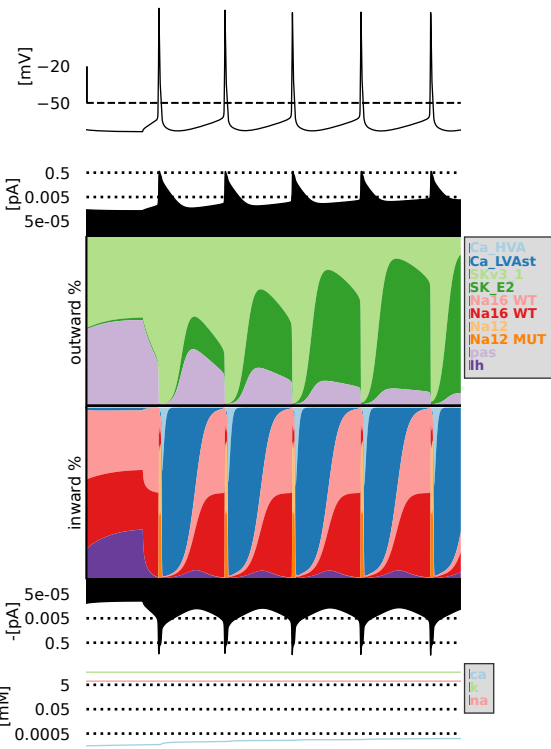 [mV]
−20
−50
[pA]
0.5
0.005
5e-05
outward %
Ca_HVA
Ca_LVAst
SKv3_1
SK_E2
Na16 WT
Na16 WT
Na12
Na12 MUT
pas
Ih
inward %
-[pA]
5e-05
0.005
0.5
[mM]
5
0.05
0.0005
ca
k
na